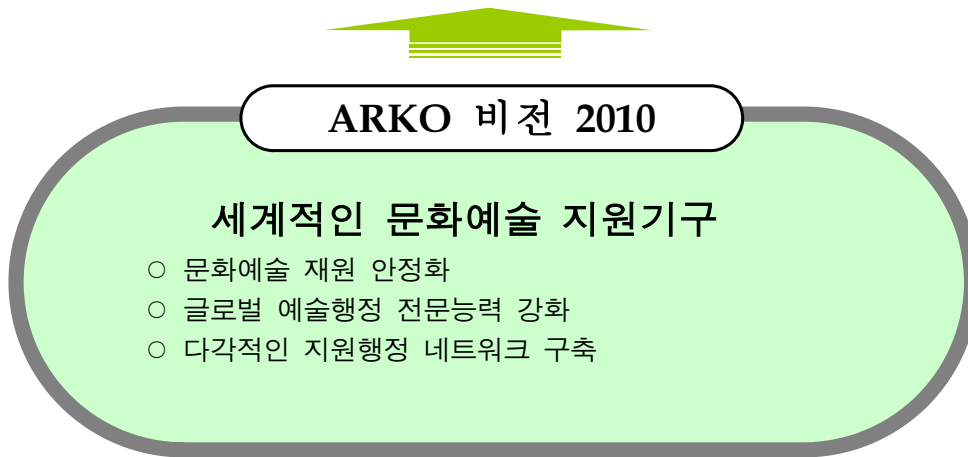 ARKO 비전 2010
세계적인 문화예술 지원기구
○ 문화예술 재원 안정화
○ 글로벌 예술행정 전문능력 강화
○ 다각적인 지원행정 네트워크 구축